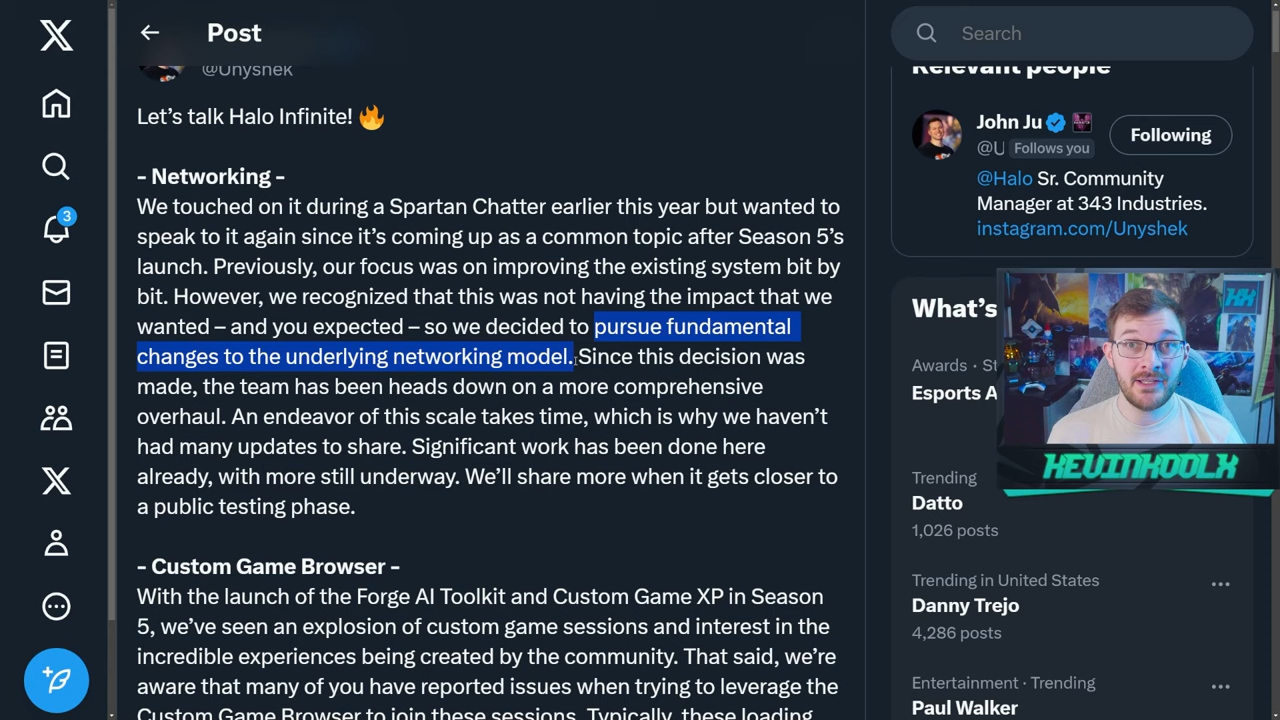 Post
Search
@Unyshek
Let’s talk Halo Infinite! 🔥
- Networking -
We touched on it during a Spartan Chatter earlier this year but wanted to
speak to it again since it’s coming up as a common topic after Season 5’s
launch. Previously, our focus was on improving the existing system bit by
bit. However, we recognized that this was not having the impact that we
wanted – and you expected – so we decided to pursue fundamental
changes to the underlying networking model. Since this decision was
made, the team has been heads down on a more comprehensive
overhaul. An endeavor of this scale takes time, which is why we haven’t
had many updates to share. Significant work has been done here
already, with more still underway. We’ll share more when it gets closer to
a public testing phase.
- Custom Game Browser -
With the launch of the Forge AI Toolkit and Custom Game XP in Season
5, we’ve seen an explosion of custom game sessions and interest in the
incredible experiences being created by the community. That said, we’re
aware that many of you have reported issues when trying to leverage the
Custom Game Browser to join these sessions. Typically, these loading
3
Relevant people
John Ju
@U Follows you
Following
@Halo Sr. Community
Manager at 343 Industries.
instagram.com/Unyshek
What’s
Awards · St
Esports A
KEVINKOOLX
Trending
Datto
1,026 posts
Trending in United States
Danny Trejo
4,286 posts
Entertainment · Trending
Paul Walker